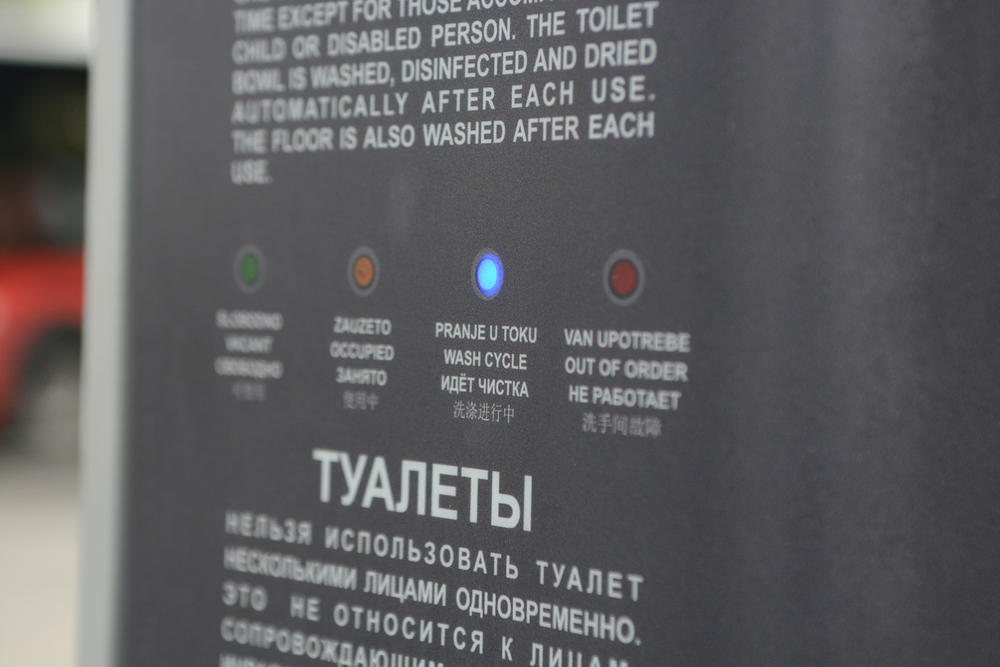 TIME EXCEPT FOR THOSE
CHILD OR DISABLED PERSON. THE TOILET
BOWL IS WASHED, DISINFECTED AND DRIED
AUTOMATICALLY AFTER EACH USE.
THE FLOOR IS ALSO WASHED AFTER EACH
USE.
SLOBODNO
VACANT
СВОБОДНО
ZAUZETO
OCCUPIED
ЗАНЯТО
使用中
PRANJE U TOKU
WASH CYCLE
ИДЁТ ЧИСТКА
洗涤进行中
VAN UPOTREBE
OUT OF ORDER
НЕ РАБОТАЕТ
洗手间故障
ТУАЛЕТЫ
НЕЛЬЗЯ ИСПОЛЬЗОВАТЬ ТУАЛЕТ
НЕСКОЛЬКИМИ ЛИЦАМИ ОДНОВРЕМЕННО.
ЭТО НЕ ОТНОСИТСЯ К ЛИЦАМ